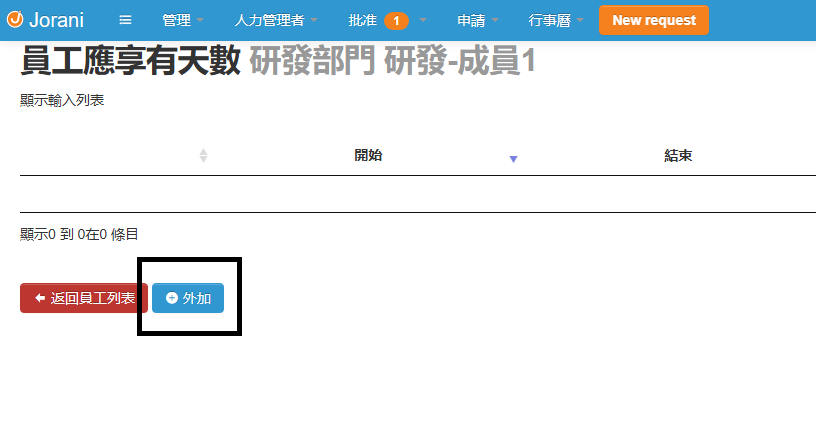 Jorani 管理 人力管理者 批准 1 申請 行事曆 New request
員工應享有天數 研發部門 研發-成員1
顯示輸入列表
開始 結束
顯示0 到 0在0 條目
返回員工列表 外加